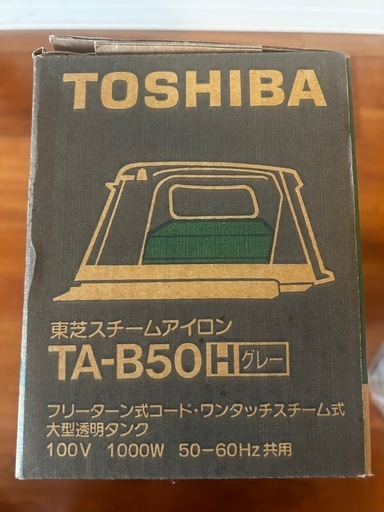 TOSHIBA
東芝スチームアイロン
TA-B50 H グレー
フリーターン式コード・ワンタッチスチーム式
大型透明タンク
100V 1000W 50-60Hz共用